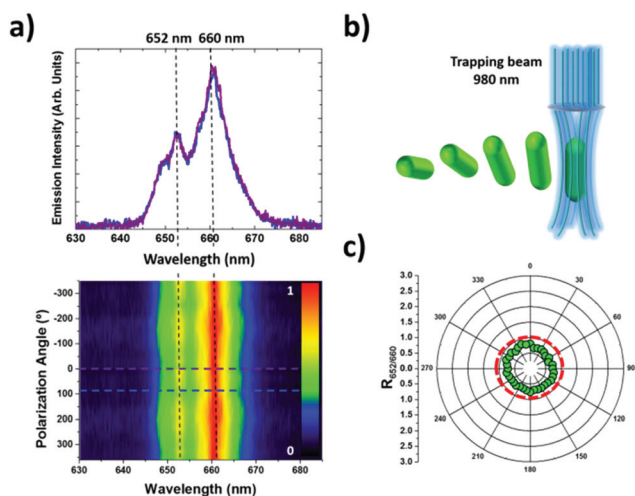 a)
652 nm 660 nm
Emission Intensity (Arb. Units)
630 640 650 660 670 680
Wavelength (nm)
-300
-200
-100
0
100
200
300
Polarization Angle (°)
1
0
630 640 650 660 670 680
Wavelength (nm)
b)
Trapping beam
980 nm
c)
R652/660
3.0
2.5
2.0
1.5
1.0
0.5
0.0
0.5
1.0
1.5
2.0
2.5
3.0
0
30
60
90
120
150
180
210
240
270
300
330